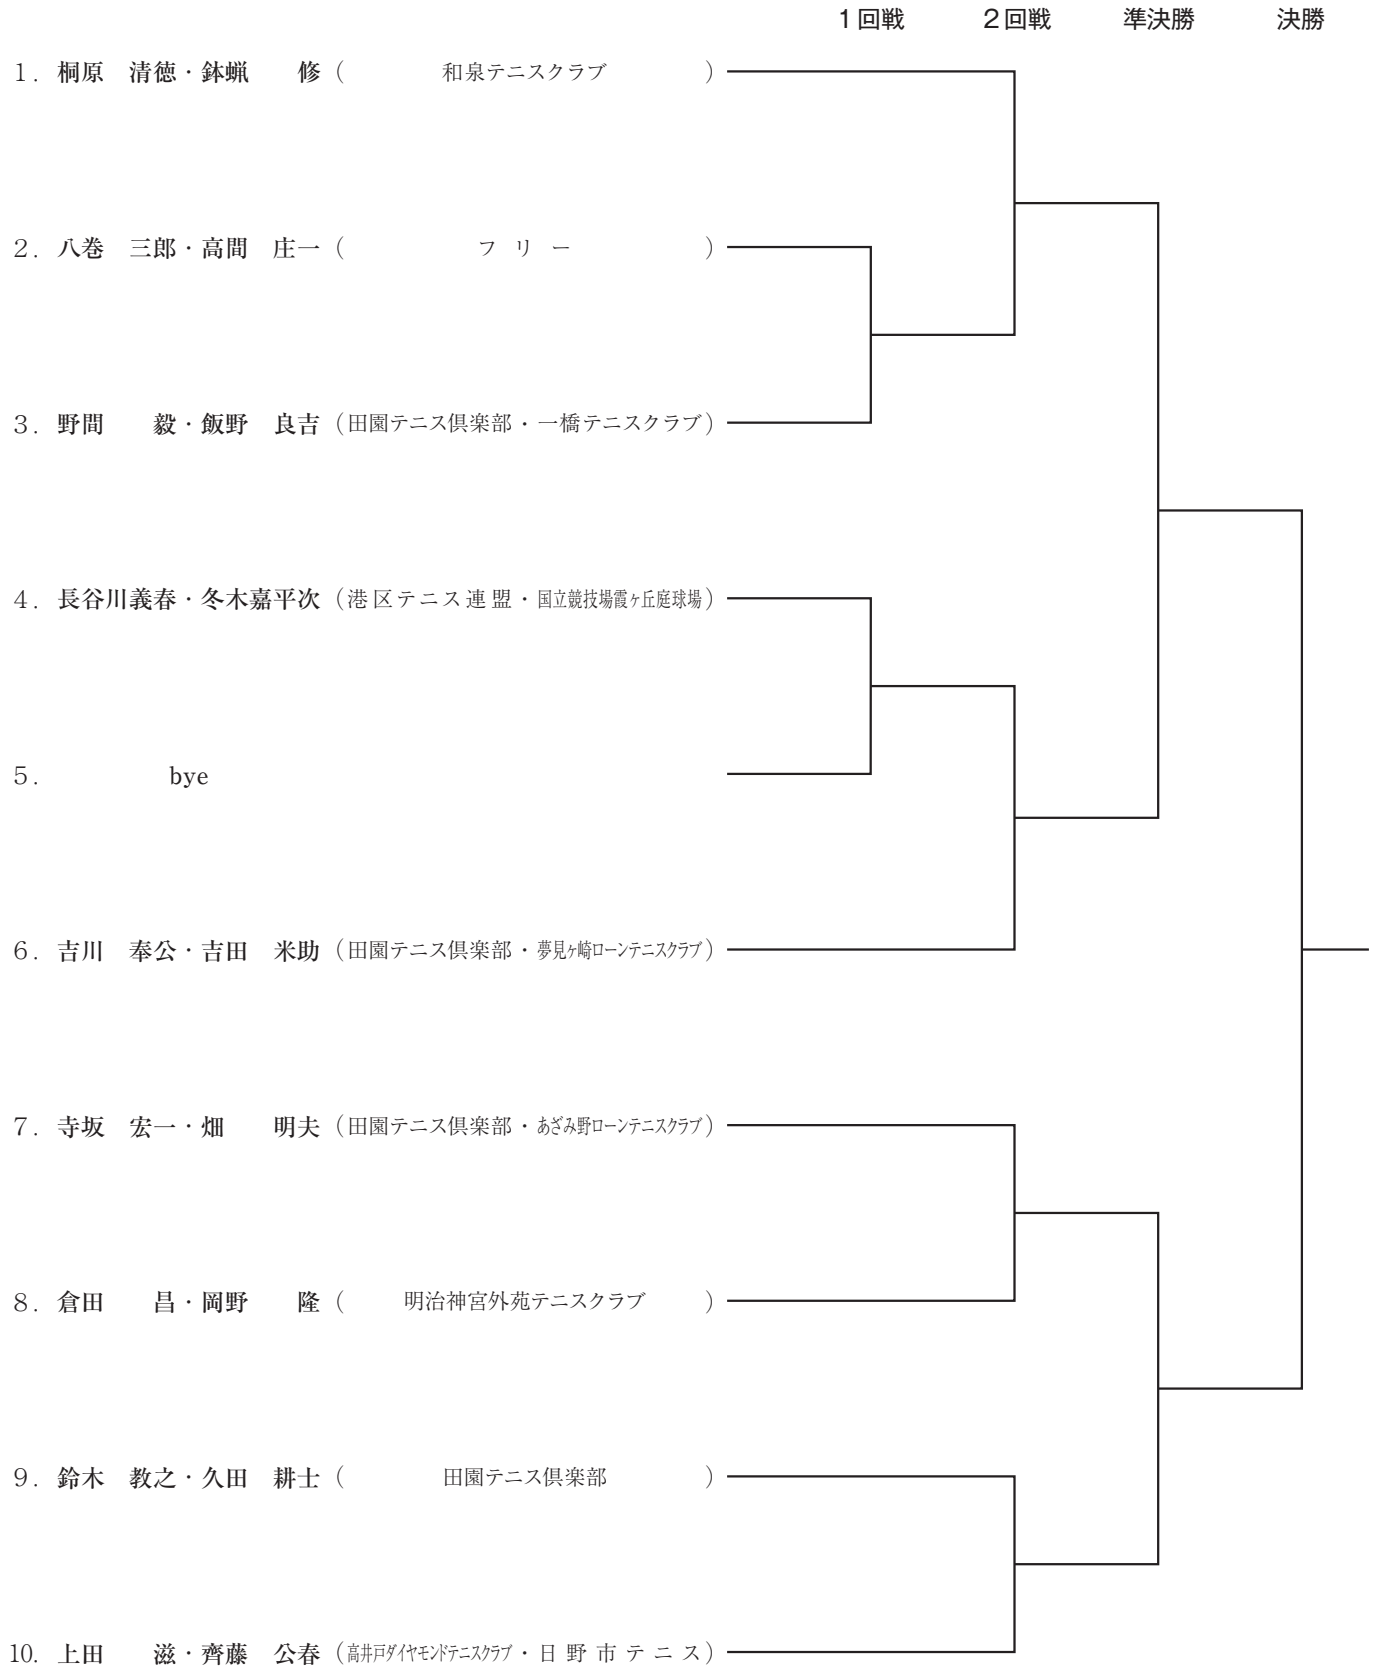 1回戦 2回戦 準決勝 決勝
1. 桐原 清徳・鉢蝋 修（ 和泉テニスクラブ ）
2. 八巻 三郎・高間 庄一（ フリー ）
3. 野間 毅・飯野 良吉（田園テニス倶楽部・一橋テニスクラブ）
4. 長谷川義春・冬木嘉平次（港区テニス連盟・国立競技場霞ヶ丘庭球場）
5. bye
6. 吉川 奉公・吉田 米助（田園テニス倶楽部・夢見ヶ崎ローンテニスクラブ）
7. 寺坂 宏一・畑 明夫（田園テニス倶楽部・あざみ野ローンテニスクラブ）
8. 倉田 昌・岡野 隆（ 明治神宮外苑テニスクラブ ）
9. 鈴木 教之・久田 耕士（ 田園テニス倶楽部 ）
10. 上田 滋・齊藤 公春（高井戸ダイヤモンドテニスクラブ・日野市テニス）